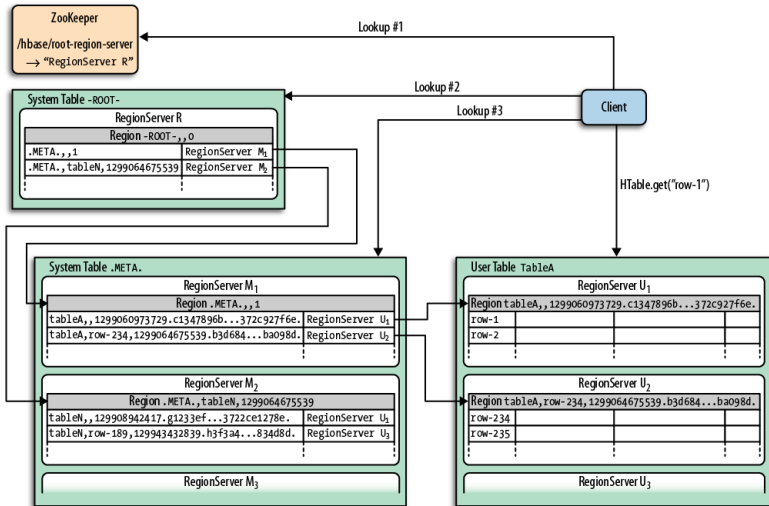 ZooKeeper
/hbase/root-region-server
→ “RegionServer R”
Lookup #1
Lookup #2
Lookup #3
Client
HTable.get("row-1")
System Table -ROOT-
RegionServer R
Region -ROOT-,,0
.META.,,1 RegionServer M₁
.META.,tableN,1299064675539 RegionServer M₂
System Table .META.
RegionServer M₁
Region .META.,,1
tableA,,1299060973729.c1347896b...372c927f6e. RegionServer U₁
tableA,row-234,1299064675539.b3d684...ba098d. RegionServer U₂
RegionServer M₂
Region .META.,tableN,1299064675539
tableN,,129908942417.g1233ef...3722ce1278e. RegionServer U₁
tableN,row-189,129943432839.h3f3a4...834d8d. RegionServer U₃
RegionServer M₃
User Table TableA
RegionServer U₁
Region tableA,,1299060973729.c1347896b...372c927f6e.
row-1
row-2
RegionServer U₂
Region tableA,row-234,1299064675539.b3d684...ba098d.
row-234
row-235
RegionServer U₃